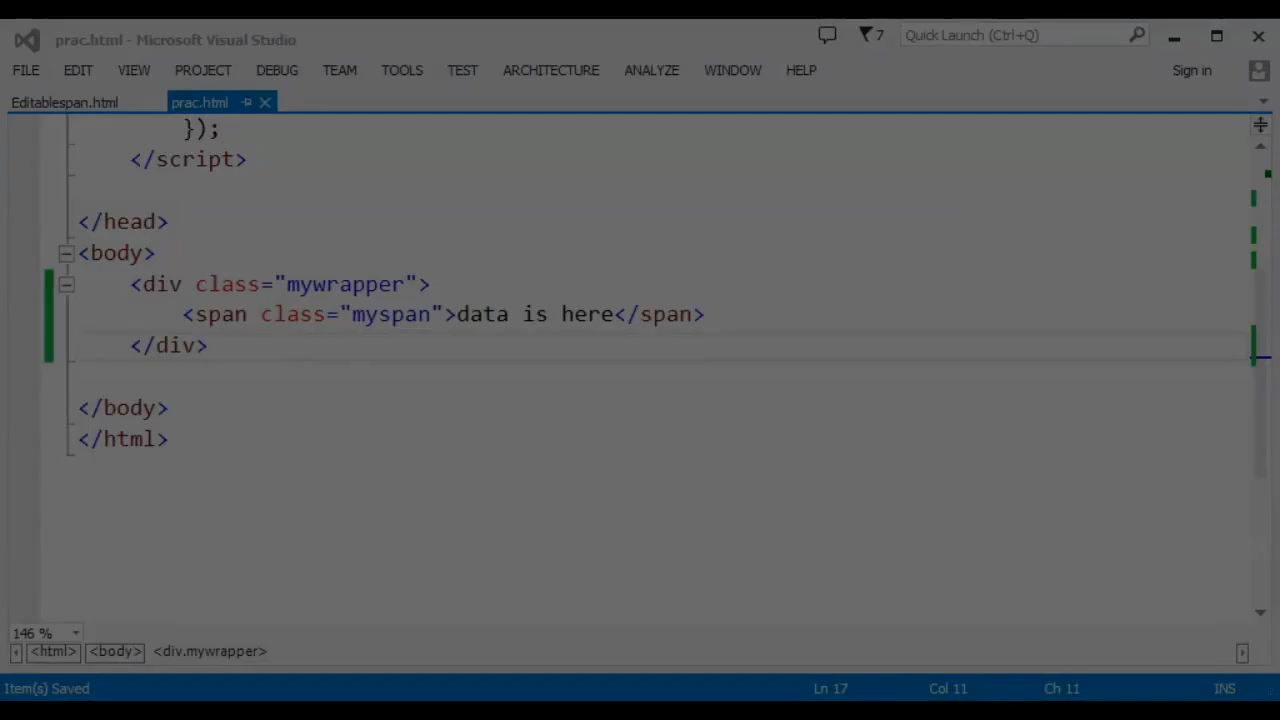 prac.html - Microsoft Visual Studio
7
Quick Launch (Ctrl+Q)
FILE EDIT VIEW PROJECT DEBUG TEAM TOOLS TEST ARCHITECTURE ANALYZE WINDOW HELP
Sign in
Editablespan.html prac.html
});
</script>
</head>
<body>
<div class="mywrapper">
<span class="myspan">data is here</span>
</div>
</body>
</html>
146 %
<html> <body> <div.mywrapper>
Item(s) Saved Ln 17 Col 11 Ch 11 INS